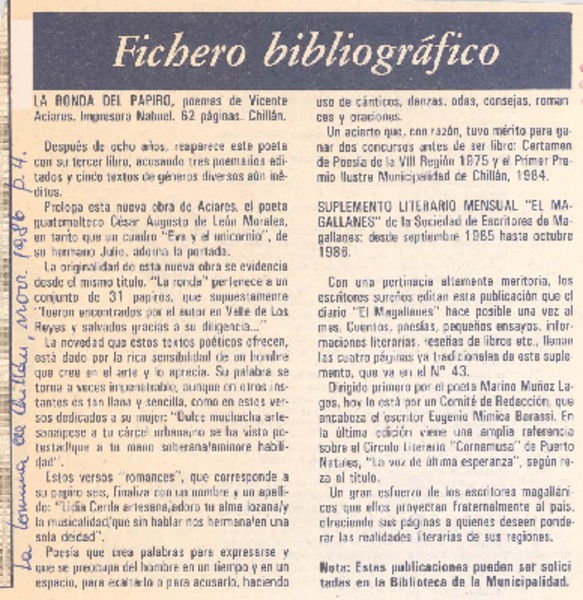 Fichero bibliográfico
LA RONDA DEL PAPIRO, poemas de Vicente
Aciares. Impresora Nahuel. 62 páginas. Chillán.
Después de ocho años, reaparece este poeta
con su tercer libro, acusando tres poemarios edi-
tados y cinco textos de géneros diversos aún iné-
ditos.
Prologa esta nueva obra de Aciares, el poeta
guatemalteco César Augusto de León Morales,
en tanto que un cuadro "Eva y el unicornio", de
su hermano Julio, adorna la portada.
La originalidad de esta nueva obra se evidencia
desde el mismo título. "La ronda" pertenece a un
conjunto de 31 papiros, que supuestamente
"fueron encontrados por el autor en Valle de Los
Reyes y salvados gracias a su diligencia..."
La novedad que estos textos poéticos ofrecen,
está dado por la rica sensibilidad de un hombre
que cree en el arte y lo aprecia. Su palabra se
torna a veces impenetrable, aunque en otros ins-
tantes es tan llana y sencilla, como en estos ver-
sos dedicados a su mujer: "Dulce muchacha arte-
sana/pese a tu cárcel urbana/no se ha visto po-
testad/que a tu mano soberana/aminore habili-
dad".
Estos versos "romances", que corresponde a
su papiro seis, finaliza con un nombre y un apelli-
do: "Lidia Cerda artesana/adoro tu alma lozana/y
la musicalidad/que sin hablar nos hermana/en una
sola deidad".
Poesía que crea palabras para expresarse y
que se preocupa del hombre en un tiempo y en un
espacio, para exaltarlo o para acusarlo, haciendo
uso de cánticos, danzas, odas, consejas, roman-
ces y oraciones.
Un acierto que, con razón, tuvo mérito para ga-
nar dos concursos antes de ser libro: Certamen
de Poesía de la VIII Región 1975 y el Primer Pre-
mio Ilustre Municipalidad de Chillán, 1984.
SUPLEMENTO LITERARIO MENSUAL "EL MA-
GALLANES" de la Sociedad de Escritores de Ma-
gallanes: desde septiembre 1985 hasta octubre
1986.
Con una pertinacia altamente meritoria, los
escritores sureños editan esta publicación que el
diario "El Magallanes" hace posible una vez al
mes. Cuentos, poesías, pequeños ensayos, infor-
maciones literarias, reseñas de libros etc., llenan
las cuatro páginas ya tradicionales de este suple-
mento, que va en el N° 43.
Dirigido primero por el poeta Marino Muñoz La-
gos, hoy lo está por un Comité de Redacción, que
encabeza el escritor Eugenio Mimica Barassi. En
la última edición viene una amplia referencia
sobre el Círculo Literario "Cornamusa" de Puerto
Natales, "La voz de última esperanza", según re-
za el título.
Un gran esfuerzo de los escritores magalláni-
cos que ellos proyectan fraternalmente al país,
ofreciendo sus páginas a quienes deseen ponde-
rar las realidades literarias de sus regiones.
Nota: Estas publicaciones pueden ser solici
tadas en la Biblioteca de la Municipalidad.
La Comuna de Chillán, nov. 1986 p. 4.